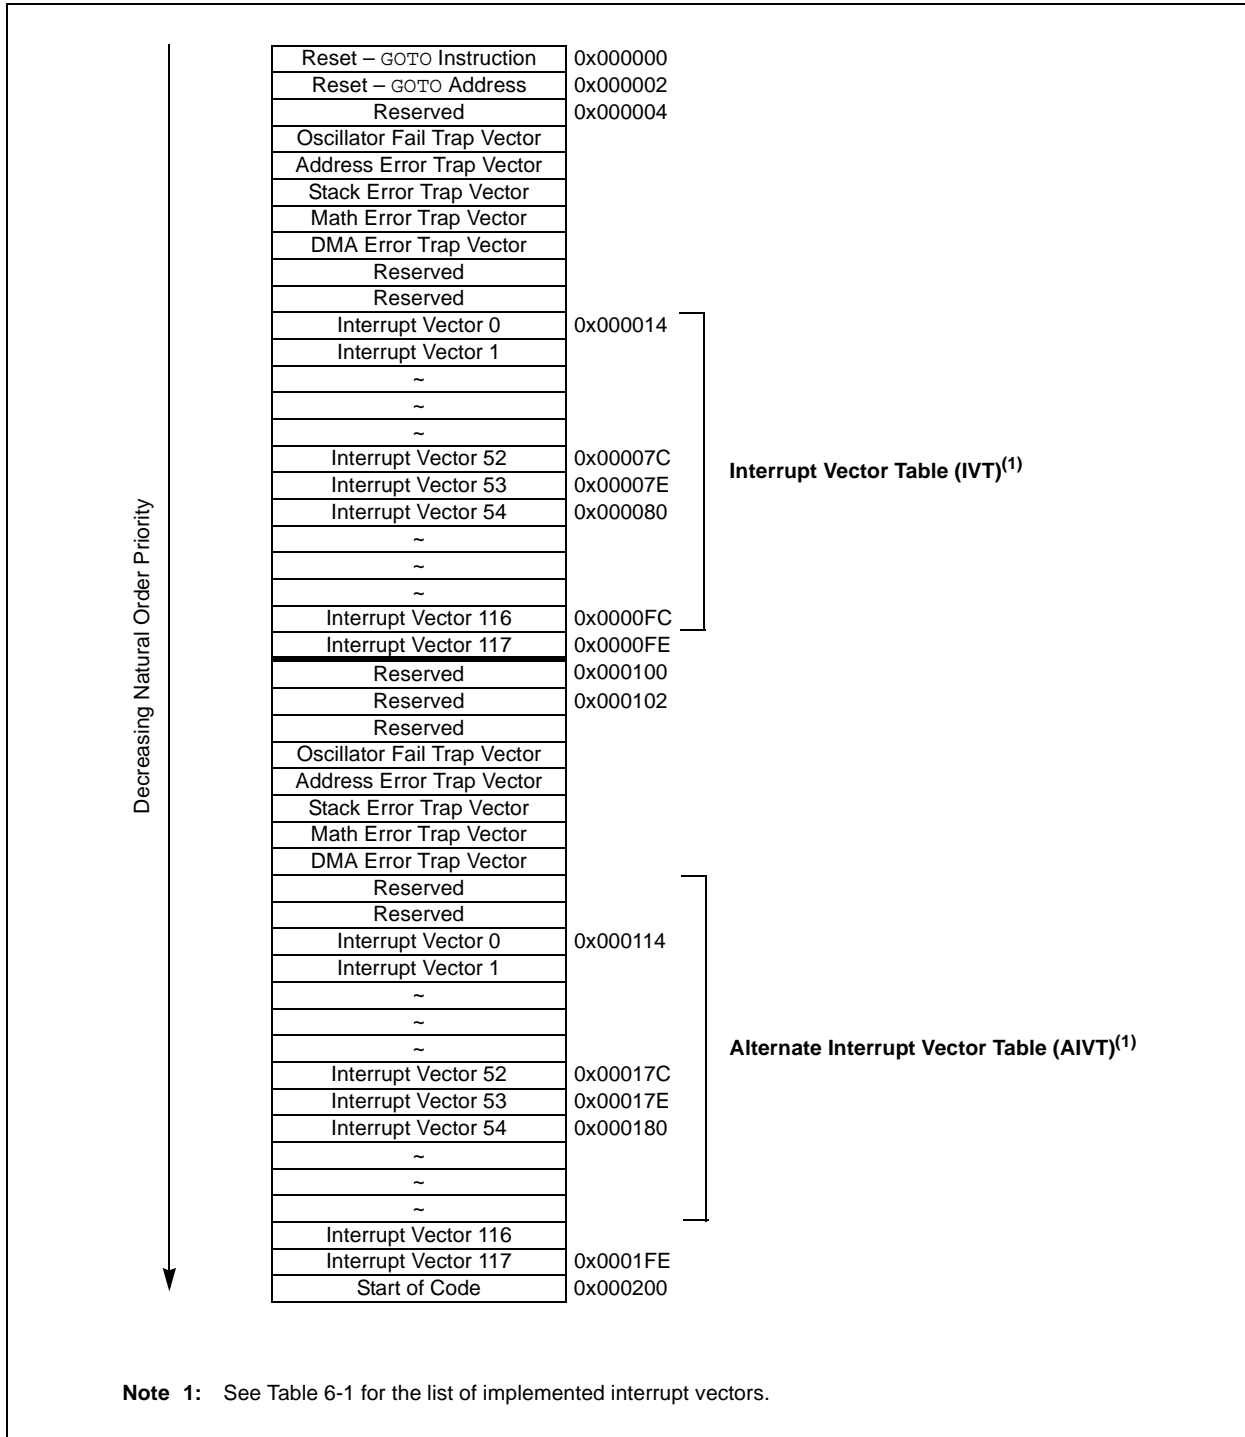 Reset – GOTO Instruction 0x000000
Reset – GOTO Address 0x000002
Reserved 0x000004
Oscillator Fail Trap Vector
Address Error Trap Vector
Stack Error Trap Vector
Math Error Trap Vector
DMA Error Trap Vector
Reserved
Reserved
Interrupt Vector 0 0x000014
Interrupt Vector 1
~
~
~
Interrupt Vector 52 0x00007C
Interrupt Vector Table (IVT)(1)
Interrupt Vector 53 0x00007E
Interrupt Vector 54 0x000080
~
~
~
Interrupt Vector 116 0x0000FC
Interrupt Vector 117 0x0000FE
Decreasing Natural Order Priority
Reserved 0x000100
Reserved 0x000102
Reserved
Oscillator Fail Trap Vector
Address Error Trap Vector
Stack Error Trap Vector
Math Error Trap Vector
DMA Error Trap Vector
Reserved
Reserved
Interrupt Vector 0 0x000114
Interrupt Vector 1
~
~
~
Alternate Interrupt Vector Table (AIVT)(1)
Interrupt Vector 52 0x00017C
Interrupt Vector 53 0x00017E
Interrupt Vector 54 0x000180
~
~
~
Interrupt Vector 116
Interrupt Vector 117 0x0001FE
Start of Code 0x000200
Note 1: See Table 6-1 for the list of implemented interrupt vectors.